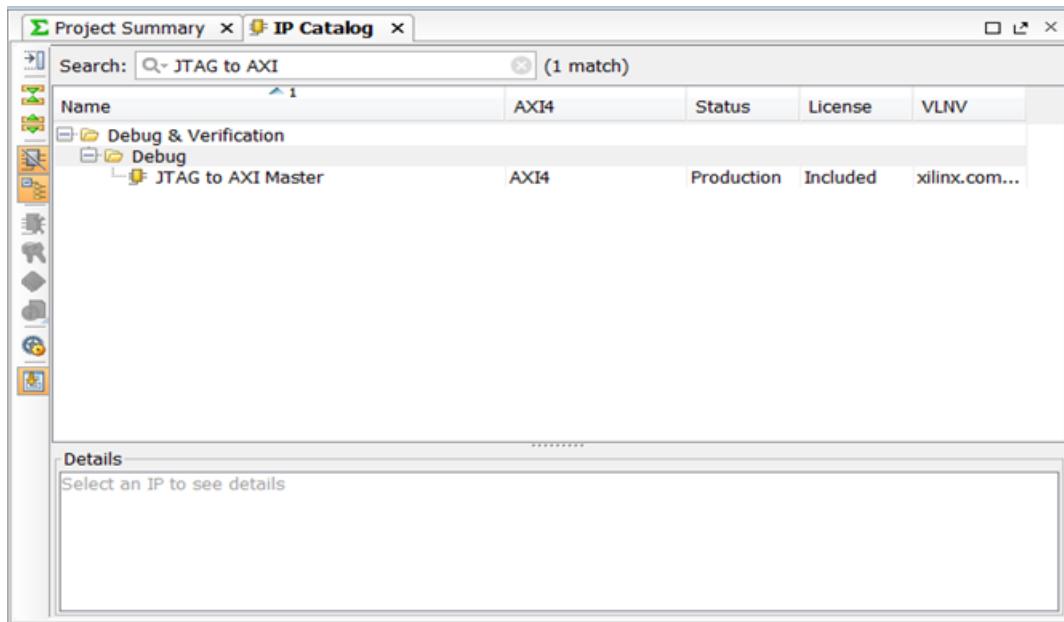 Project Summary × IP Catalog ×
Search: JTAG to AXI (1 match)
Name 1 AXI4 Status License VLNV
Debug & Verification
Debug
JTAG to AXI Master AXI4 Production Included xilinx.com...
Details
Select an IP to see details